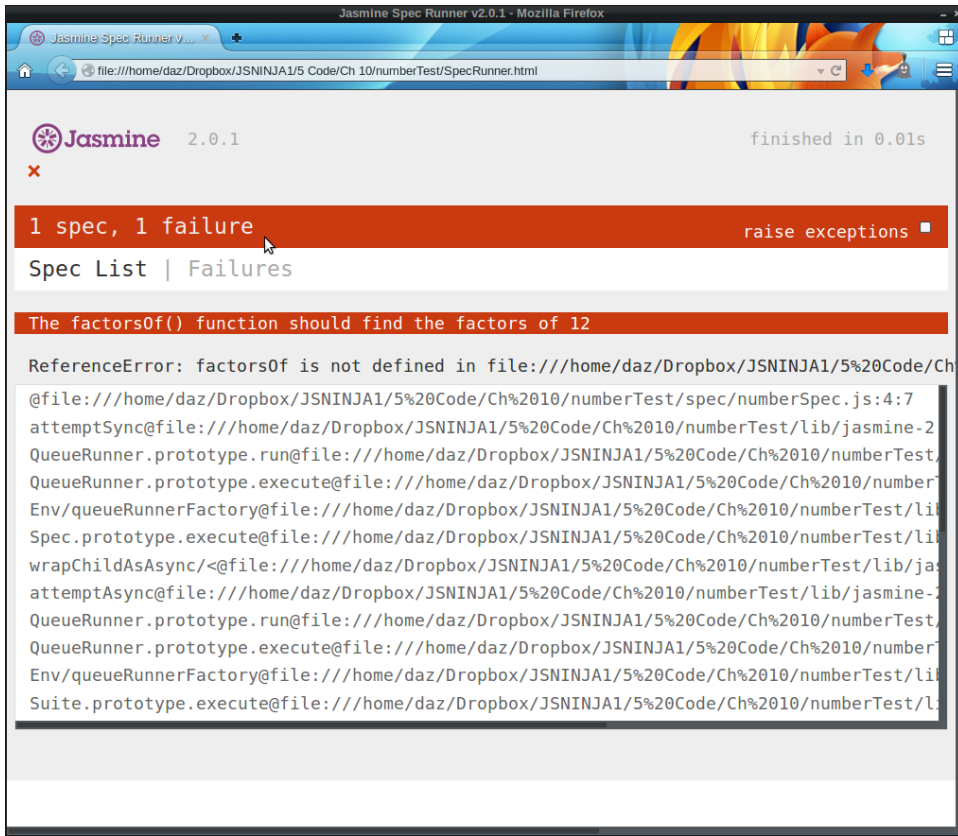 Jasmine Spec Runner v2.0.1 - Mozilla Firefox
Jasmine Spec Runner v...
file:///home/daz/Dropbox/JSNINJA1/5 Code/Ch 10/numberTest/SpecRunner.html
Jasmine 2.0.1 finished in 0.01s
1 spec, 1 failure raise exceptions
Spec List | Failures
The factorsOf() function should find the factors of 12
ReferenceError: factorsOf is not defined in file:///home/daz/Dropbox/JSNINJA1/5%20Code/Ch
@file:///home/daz/Dropbox/JSNINJA1/5%20Code/Ch%2010/numberTest/spec/numberSpec.js:4:7
attemptSync@file:///home/daz/Dropbox/JSNINJA1/5%20Code/Ch%2010/numberTest/lib/jasmine-2
QueueRunner.prototype.run@file:///home/daz/Dropbox/JSNINJA1/5%20Code/Ch%2010/numberTest/
QueueRunner.prototype.execute@file:///home/daz/Dropbox/JSNINJA1/5%20Code/Ch%2010/numberT
Env/queueRunnerFactory@file:///home/daz/Dropbox/JSNINJA1/5%20Code/Ch%2010/numberTest/lib
Spec.prototype.execute@file:///home/daz/Dropbox/JSNINJA1/5%20Code/Ch%2010/numberTest/lib
wrapChildAsAsync/<@file:///home/daz/Dropbox/JSNINJA1/5%20Code/Ch%2010/numberTest/lib/jas
attemptAsync@file:///home/daz/Dropbox/JSNINJA1/5%20Code/Ch%2010/numberTest/lib/jasmine-2
QueueRunner.prototype.run@file:///home/daz/Dropbox/JSNINJA1/5%20Code/Ch%2010/numberTest/
QueueRunner.prototype.execute@file:///home/daz/Dropbox/JSNINJA1/5%20Code/Ch%2010/numberT
Env/queueRunnerFactory@file:///home/daz/Dropbox/JSNINJA1/5%20Code/Ch%2010/numberTest/lib
Suite.prototype.execute@file:///home/daz/Dropbox/JSNINJA1/5%20Code/Ch%2010/numberTest/li